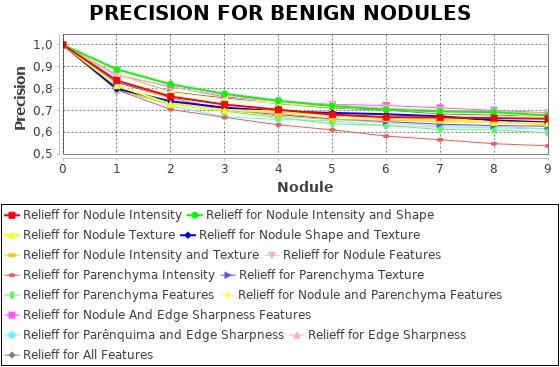 PRECISION FOR BENIGN NODULES
1,0
0,9
0,8
0,7
0,6
0,5
Precision
0 1 2 3 4 5 6 7 8 9
Nodule
Relieff for Nodule Intensity Relieff for Nodule Intensity and Shape
Relieff for Nodule Texture Relieff for Nodule Shape and Texture
Relieff for Nodule Intensity and Texture Relieff for Nodule Features
Relieff for Parenchyma Intensity Relieff for Parenchyma Texture
Relieff for Parenchyma Features Relieff for Nodule and Parenchyma Features
Relieff for Nodule And Edge Sharpness Features
Relieff for Parênquima and Edge Sharpness Relieff for Edge Sharpness
Relieff for All Features